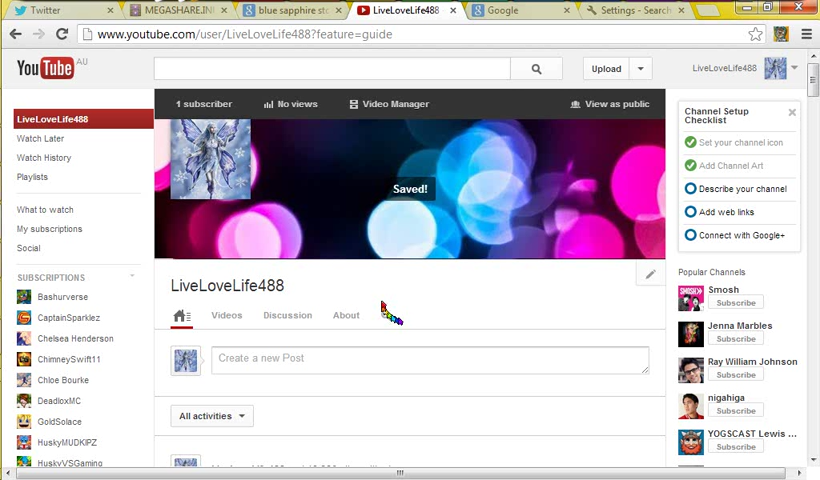 Twitter
MEGASHARE.IN
blue sapphire sto
LiveLoveLife488 -
Google
Settings - Search
www.youtube.com/user/LiveLoveLife488?feature=guide
YouTube AU
Upload
LiveLoveLife488
LiveLoveLife488
Watch Later
Watch History
Playlists
What to watch
My subscriptions
Social
SUBSCRIPTIONS
Bashurverse
CaptainSparklez
Chelsea Henderson
ChimneySwift11
Chloe Bourke
DeadloxMC
GoldSolace
HuskyMUDKIPZ
HuskyVSGaming
1 subscriber
No views
Video Manager
View as public
Saved!
LiveLoveLife488
Videos
Discussion
About
Create a new Post
All activities
Channel Setup
Checklist
Set your channel icon
Add Channel Art
Describe your channel
Add web links
Connect with Google+
Popular Channels
Smosh
Subscribe
Jenna Marbles
Subscribe
Ray William Johnson
Subscribe
nigahiga
Subscribe
YOGSCAST Lewis ...
Subscribe